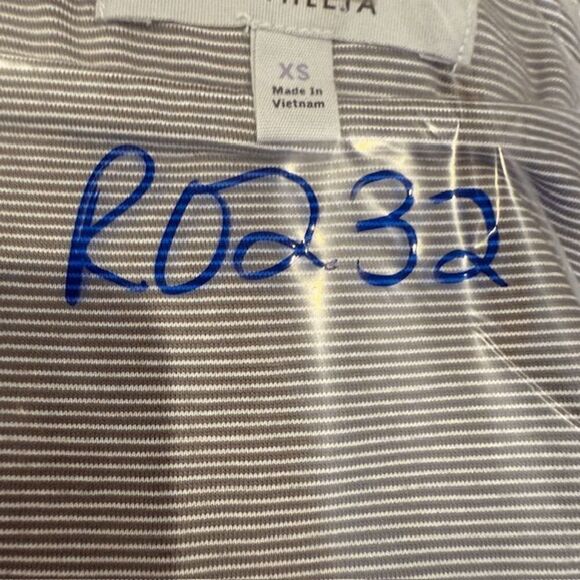 XS
Made In
Vietnam
R0232